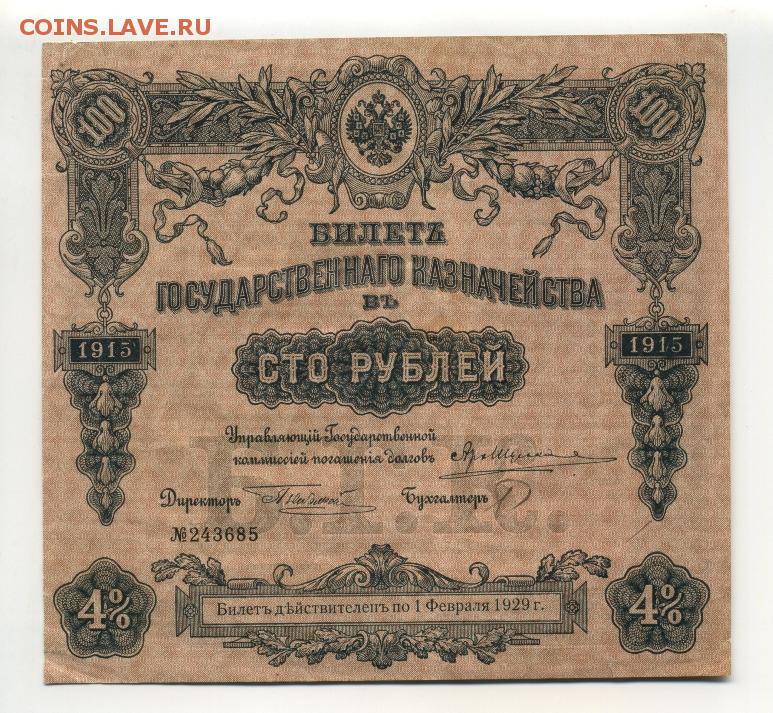 COINS.LAVE.RU
100 100
БИЛЕТЪ
ГОСУДАРСТВЕННАГО КАЗНАЧЕЙСТВА
ВЪ
1915 1915
СТО РУБЛЕЙ
Управляющій Государственной
коммиссіей погашенія долговъ
Директоръ Бухгалтеръ
№243685
4% 4%
Билетъ дѣйствителенъ по 1 Февраля 1929 г.